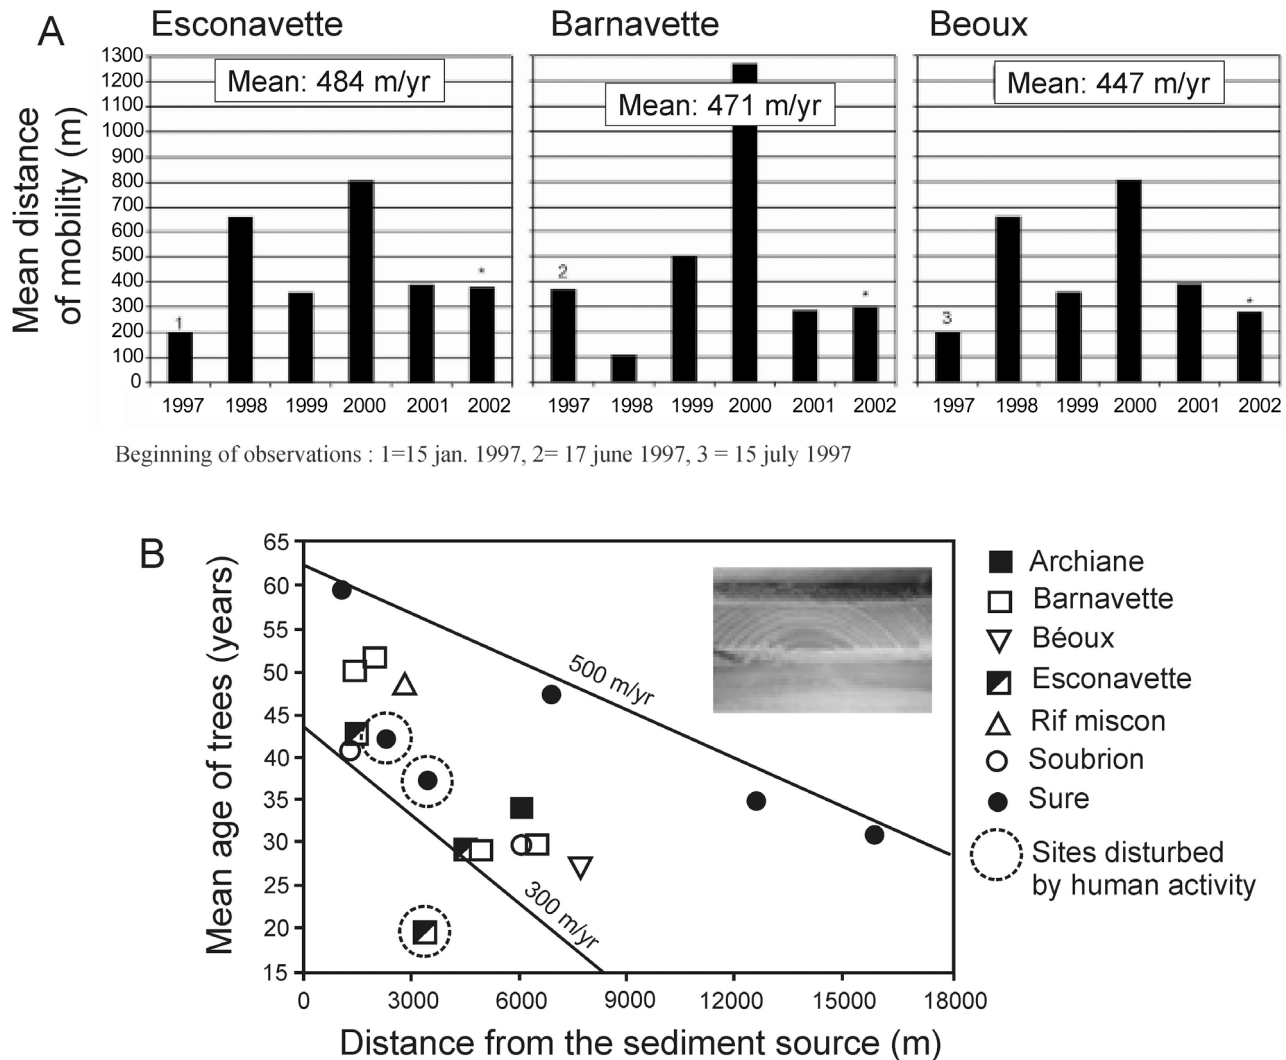 A
Esconavette
Barnavette
Beoux
Mean distance
of mobility (m)
1300
1200
1100
1000
900
800
700
600
500
400
300
200
100
0
Mean: 484 m/yr
1
*
1997 1998 1999 2000 2001 2002
Mean: 471 m/yr
2
*
1997 1998 1999 2000 2001 2002
Mean: 447 m/yr
3
*
1997 1998 1999 2000 2001 2002
Beginning of observations : 1=15 jan. 1997, 2= 17 june 1997, 3 = 15 july 1997
B
Mean age of trees (years)
65
60
55
50
45
40
35
30
25
20
15
500 m/yr
300 m/yr
0 3000 6000 9000 12000 15000 18000
Distance from the sediment source (m)
Archiane
Barnavette
Béoux
Esconavette
Rif miscon
Soubrion
Sure
Sites disturbed
by human activity